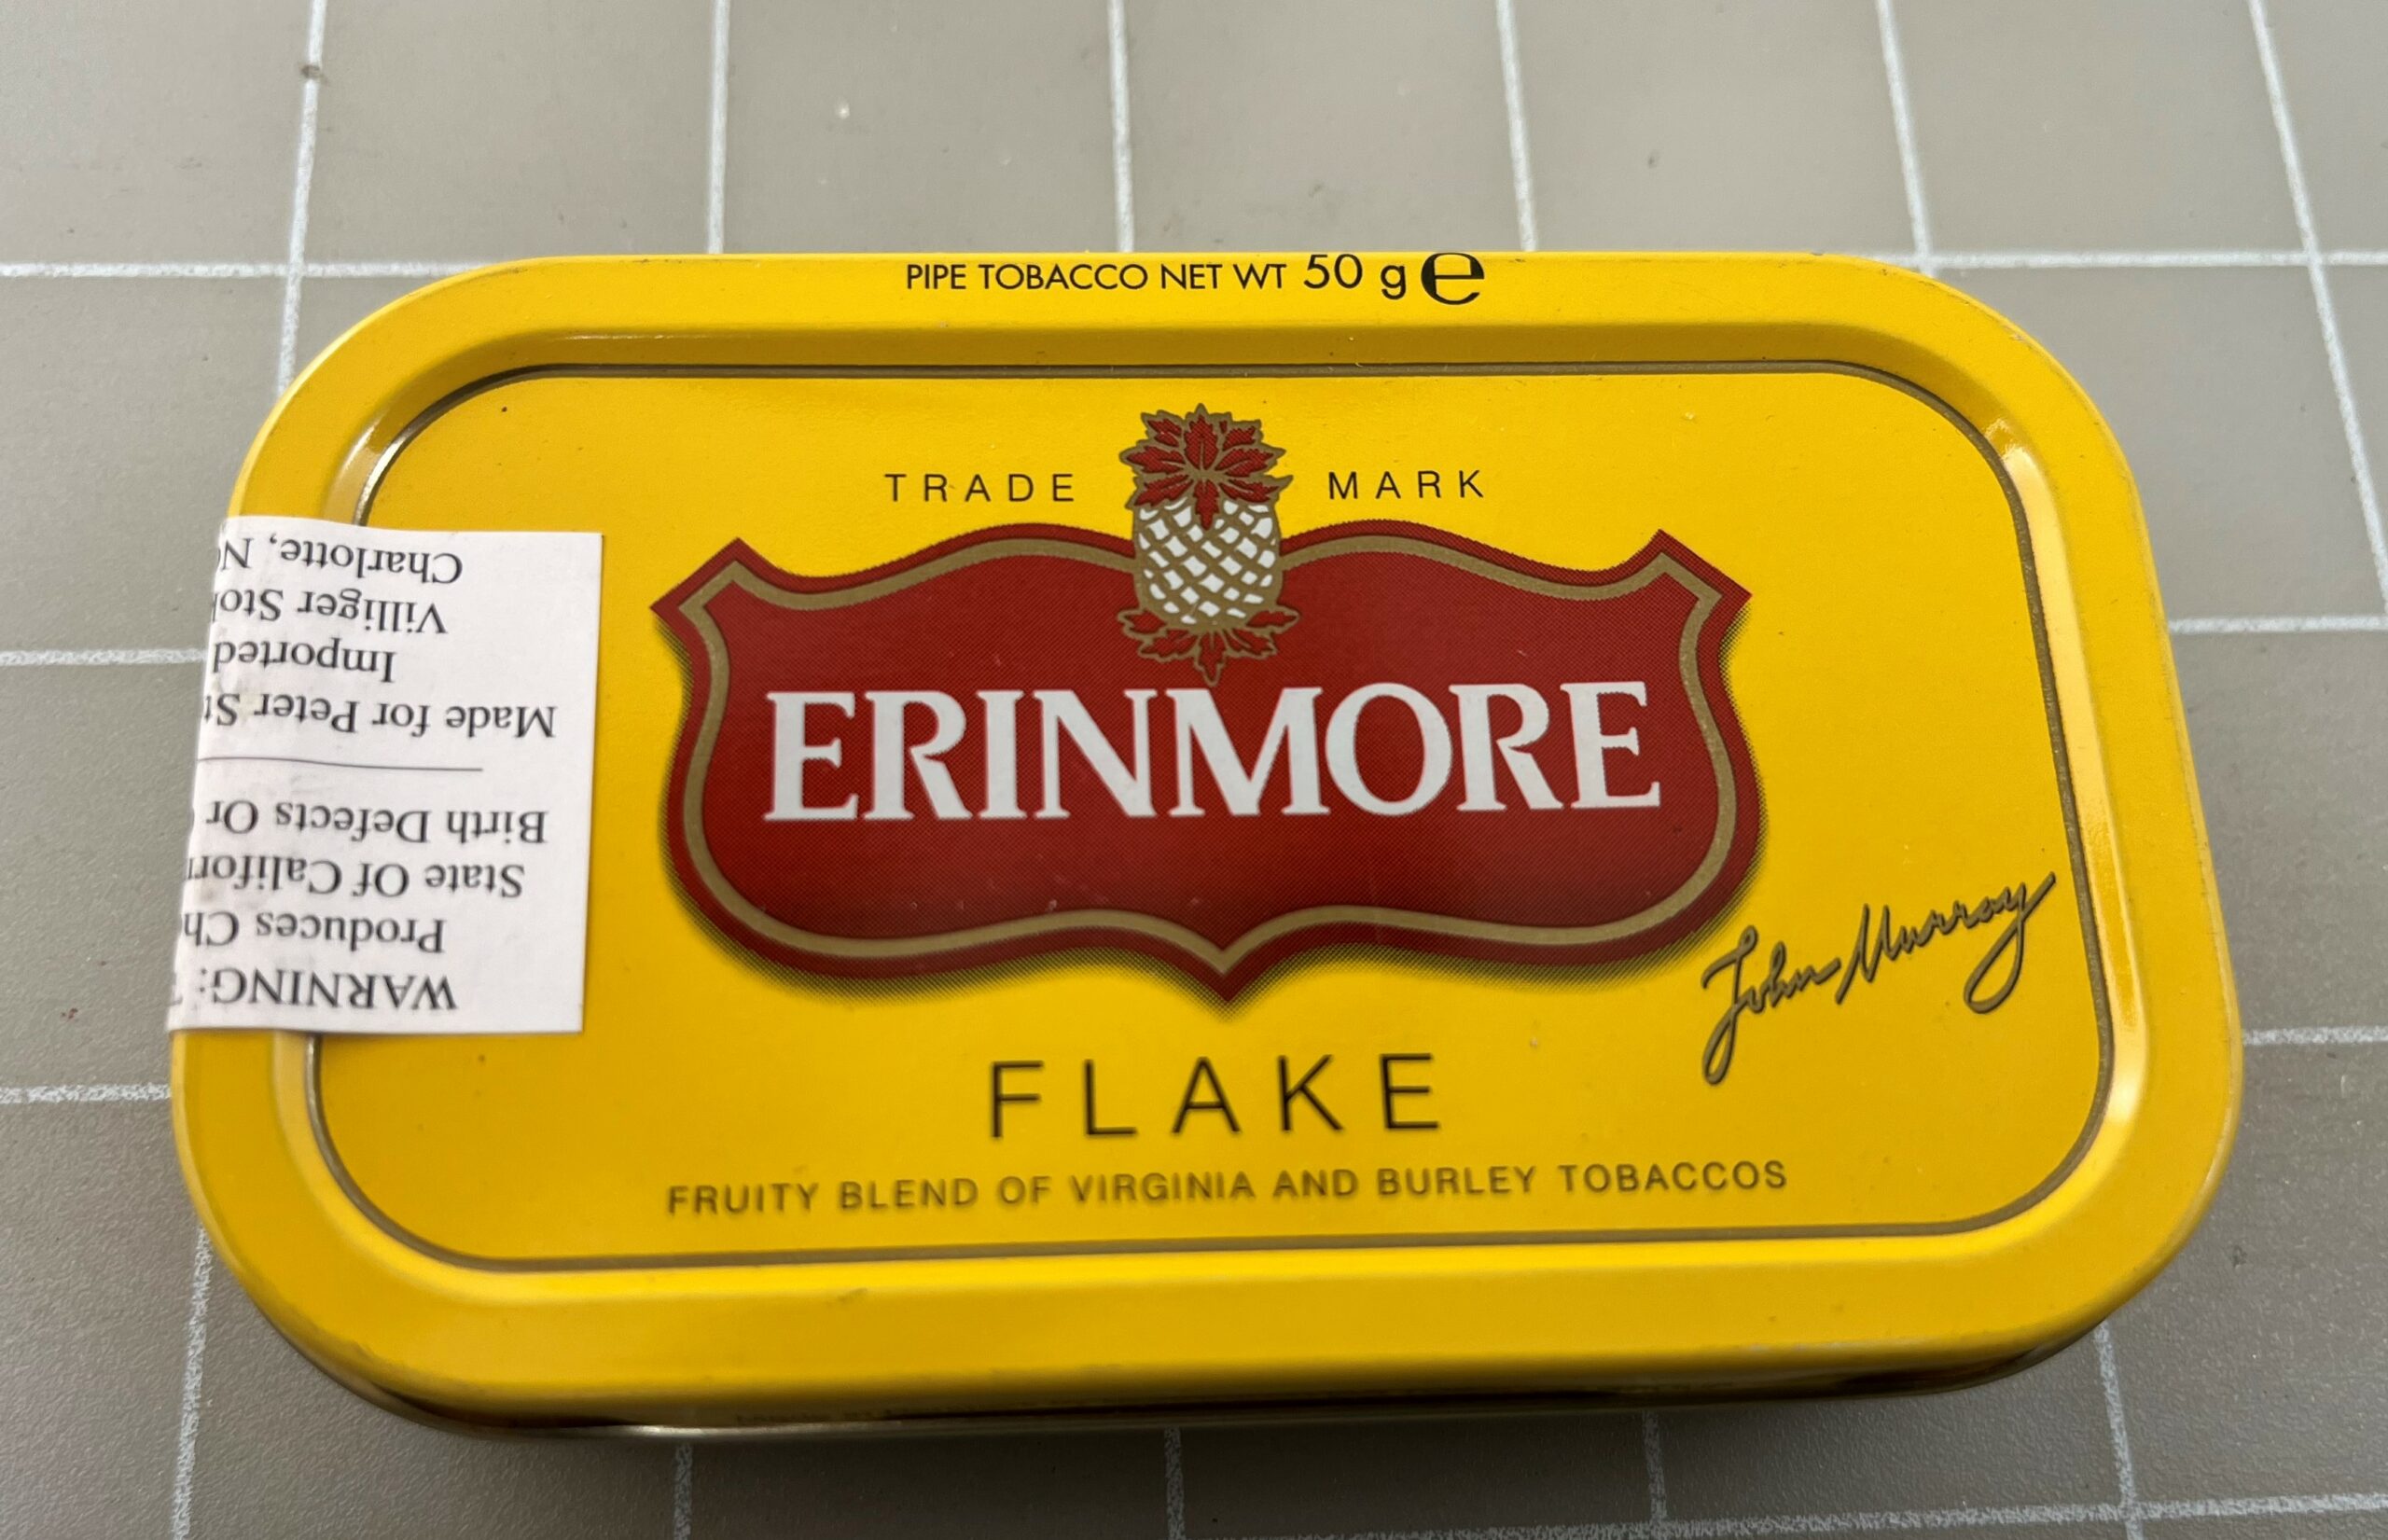 PIPE TOBACCO NET WT 50 g e
TRADE MARK
ERINMORE
John Murray
FLAKE
FRUITY BLEND OF VIRGINIA AND BURLEY TOBACCOS
WARNING:
Produces
State Of
Birth Defects Or
Made for Peter
Imported
Villiger
Charlotte,